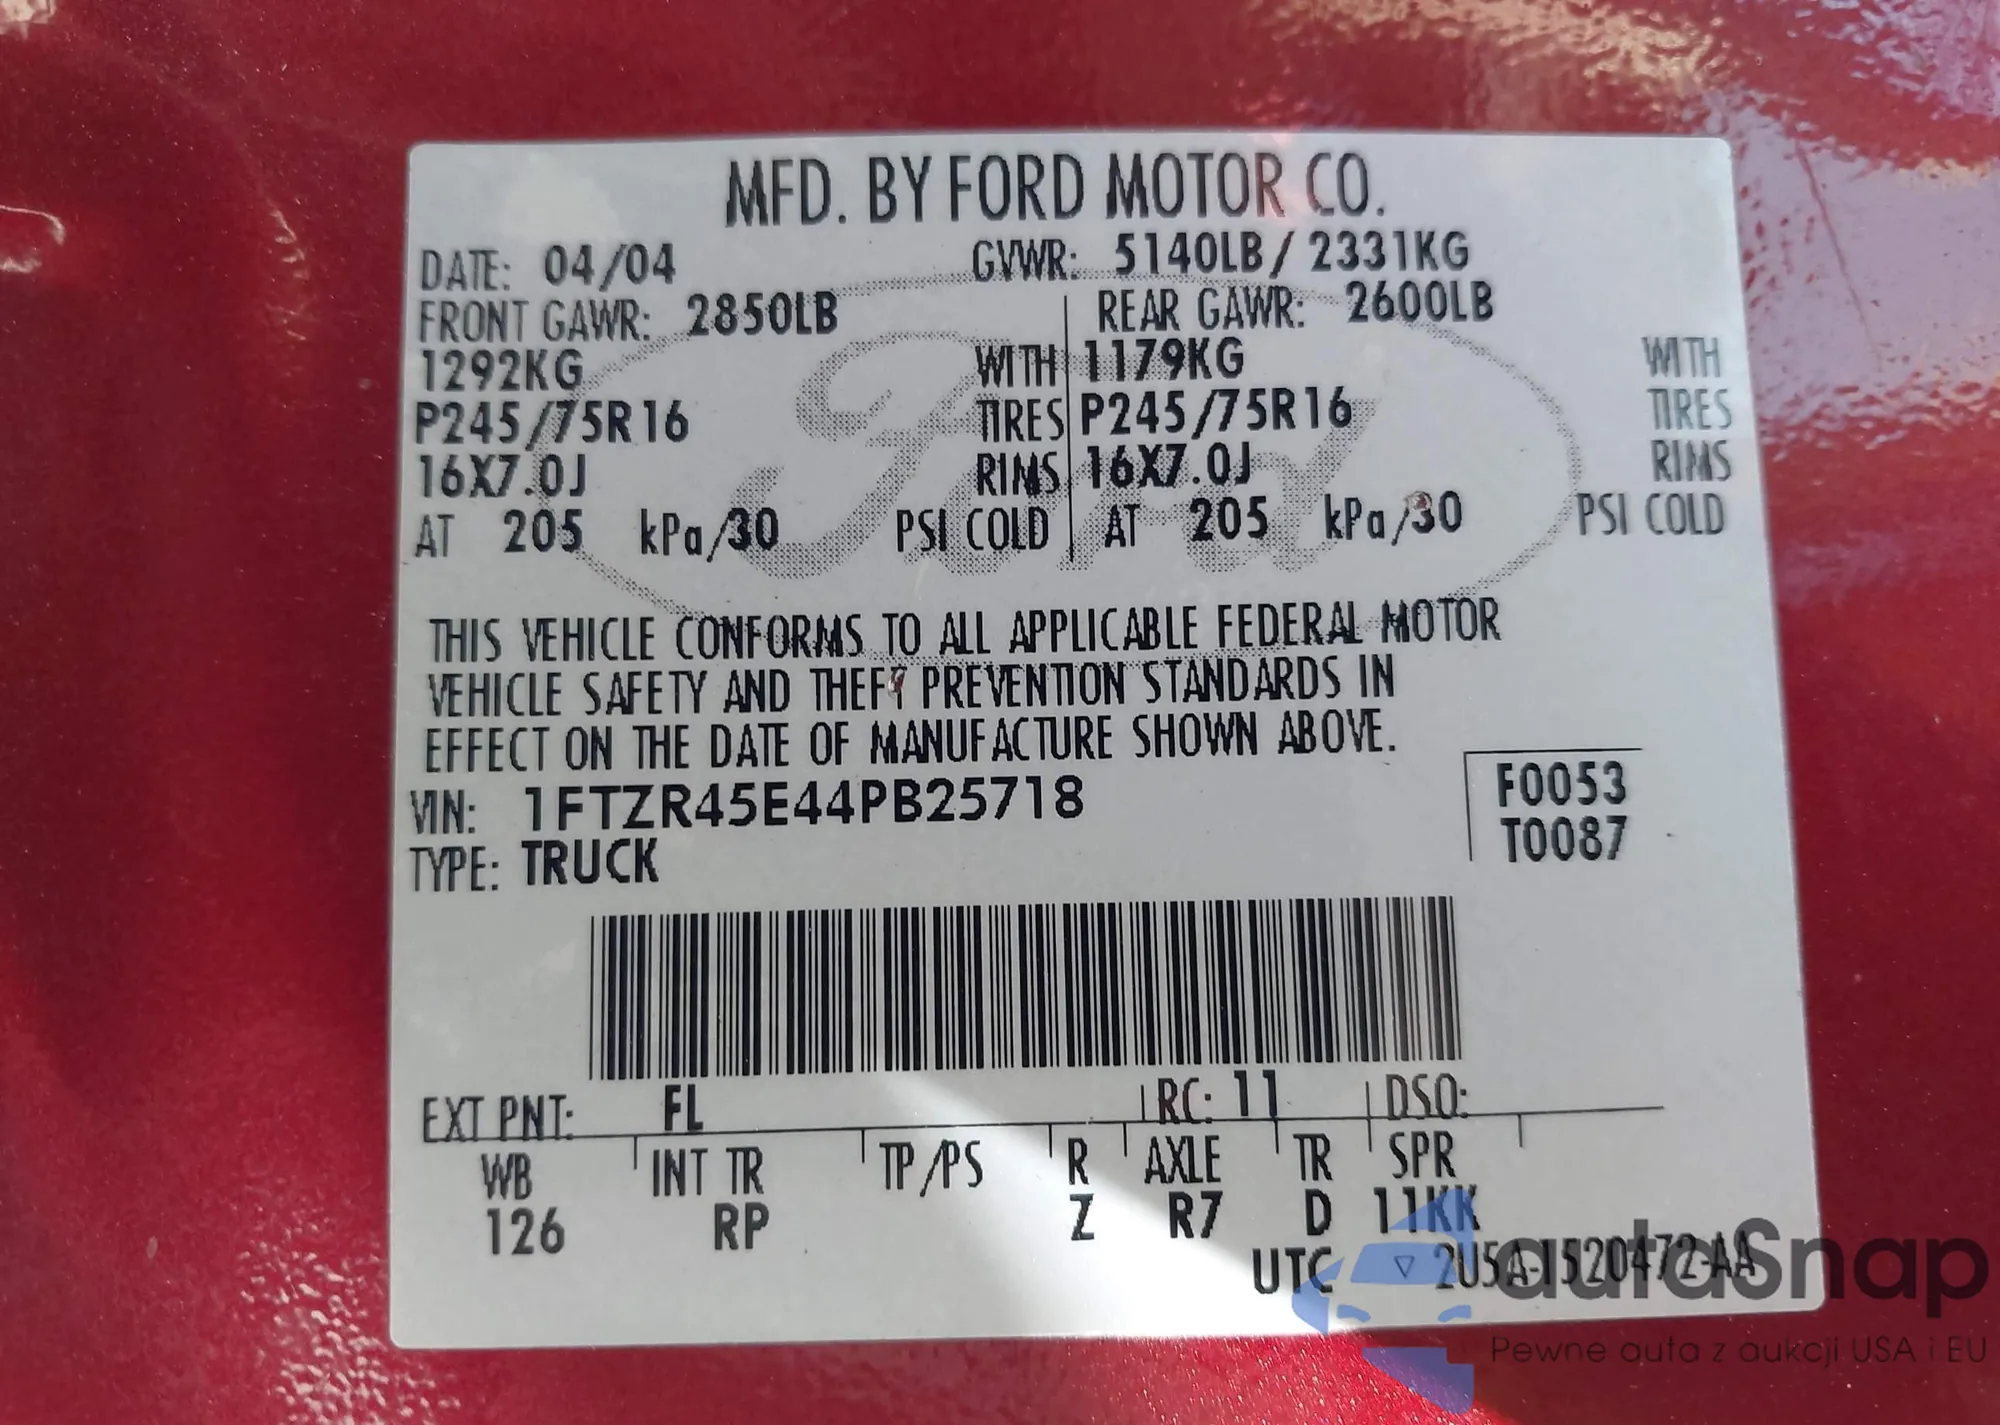 MFD. BY FORD MOTOR CO.
DATE: 04/04 GVWR: 5140LB / 2331KG
FRONT GAWR: 2850LB REAR GAWR: 2600LB
1292KG WITH 1179KG WITH
P245/75R16 TIRES P245/75R16 TIRES
16X7.0J RIMS 16X7.0J RIMS
AT 205 kPa/30 PSI COLD AT 205 kPa/30 PSI COLD
Ford
THIS VEHICLE CONFORMS TO ALL APPLICABLE FEDERAL MOTOR
VEHICLE SAFETY AND THEFT PREVENTION STANDARDS IN
EFFECT ON THE DATE OF MANUFACTURE SHOWN ABOVE.
VIN: 1FTZR45E44PB25718 F0053
TYPE: TRUCK T0087
EXT PNT: FL RC: 11 DSO:
WB INT TR TP/PS R AXLE TR SPR
126 RP Z R7 D 11KK
UTC ▽ 2U5A-1520472-AA
autoSnap
Pewne auta z aukcji USA i EU